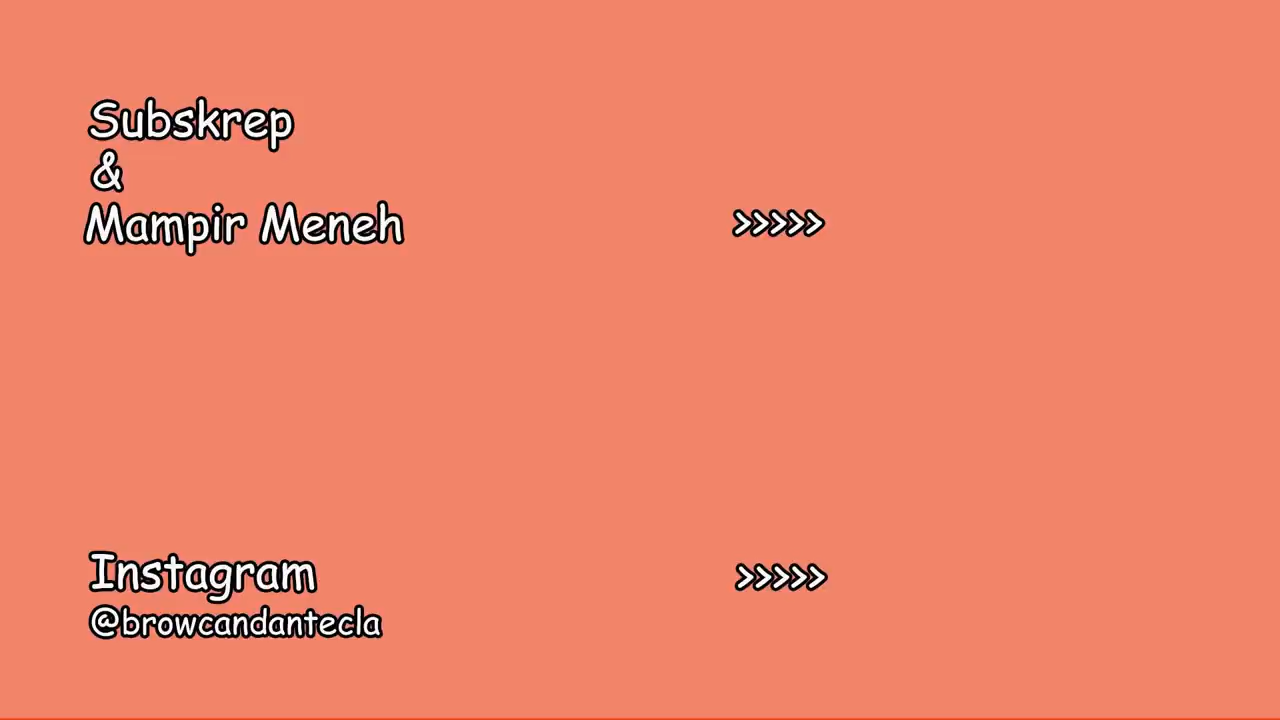 Subskrep
&
Mampir Meneh
>>>>>
Instagram
>>>>>
@browcandantecla